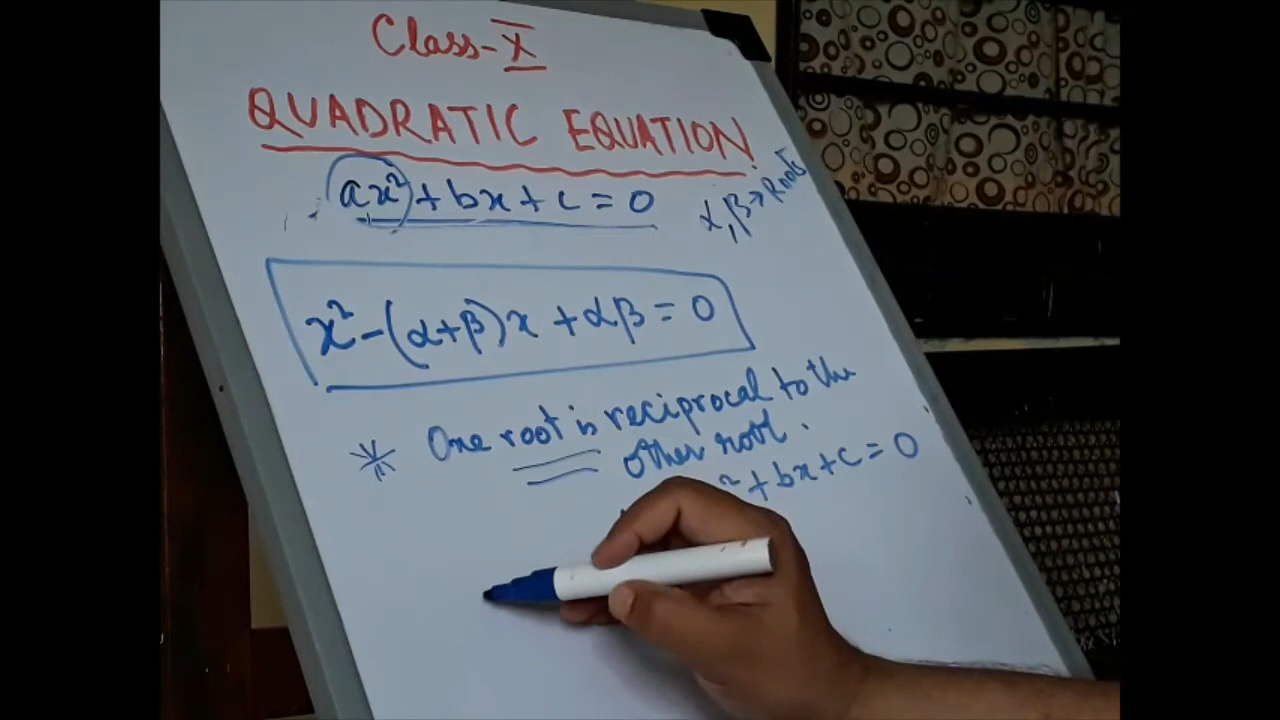 Class-X
QUADRATIC EQUATION
ax²+bx+c=0
α,β→Roots
x²-(α+β)x+αβ=0
* One root is reciprocal to the
other root.
²+bx+c=0